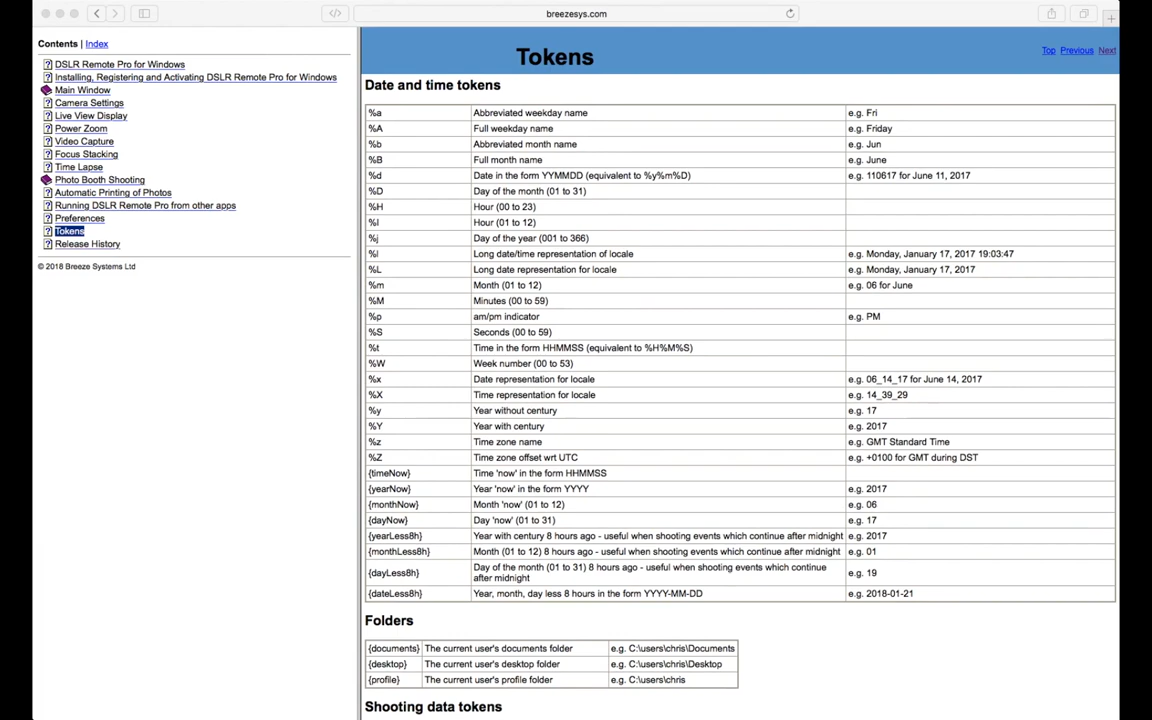 breezesys.com
Contents | Index
DSLR Remote Pro for Windows
Installing, Registering and Activating DSLR Remote Pro for Windows
Main Window
Camera Settings
Live View Display
Power Zoom
Video Capture
Focus Stacking
Time Lapse
Photo Booth Shooting
Automatic Printing of Photos
Running DSLR Remote Pro from other apps
Preferences
Tokens
Release History
© 2018 Breeze Systems Ltd
Tokens
Top Previous Next
Date and time tokens
%a Abbreviated weekday name e.g. Fri
%A Full weekday name e.g. Friday
%b Abbreviated month name e.g. Jun
%B Full month name e.g. June
%d Date in the form YYMMDD (equivalent to %y%m%D) e.g. 110617 for June 11, 2017
%D Day of the month (01 to 31)
%H Hour (00 to 23)
%I Hour (01 to 12)
%j Day of the year (001 to 366)
%l Long date/time representation of locale e.g. Monday, January 17, 2017 19:03:47
%L Long date representation for locale e.g. Monday, January 17, 2017
%m Month (01 to 12) e.g. 06 for June
%M Minutes (00 to 59)
%p am/pm indicator e.g. PM
%S Seconds (00 to 59)
%t Time in the form HHMMSS (equivalent to %H%M%S)
%W Week number (00 to 53)
%x Date representation for locale e.g. 06_14_17 for June 14, 2017
%X Time representation for locale e.g. 14_39_29
%y Year without century e.g. 17
%Y Year with century e.g. 2017
%z Time zone name e.g. GMT Standard Time
%Z Time zone offset wrt UTC e.g. +0100 for GMT during DST
{timeNow} Time 'now' in the form HHMMSS
{yearNow} Year 'now' in the form YYYY e.g. 2017
{monthNow} Month 'now' (01 to 12) e.g. 06
{dayNow} Day 'now' (01 to 31) e.g. 17
{yearLess8h} Year with century 8 hours ago - useful when shooting events which continue after midnight e.g. 2017
{monthLess8h} Month (01 to 12) 8 hours ago - useful when shooting events which continue after midnight e.g. 01
{dayLess8h} Day of the month (01 to 31) 8 hours ago - useful when shooting events which continue
after midnight e.g. 19
{dateLess8h} Year, month, day less 8 hours in the form YYYY-MM-DD e.g. 2018-01-21
Folders
{documents} The current user's documents folder e.g. C:\users\chris\Documents
{desktop} The current user's desktop folder e.g. C:\users\chris\Desktop
{profile} The current user's profile folder e.g. C:\users\chris
Shooting data tokens